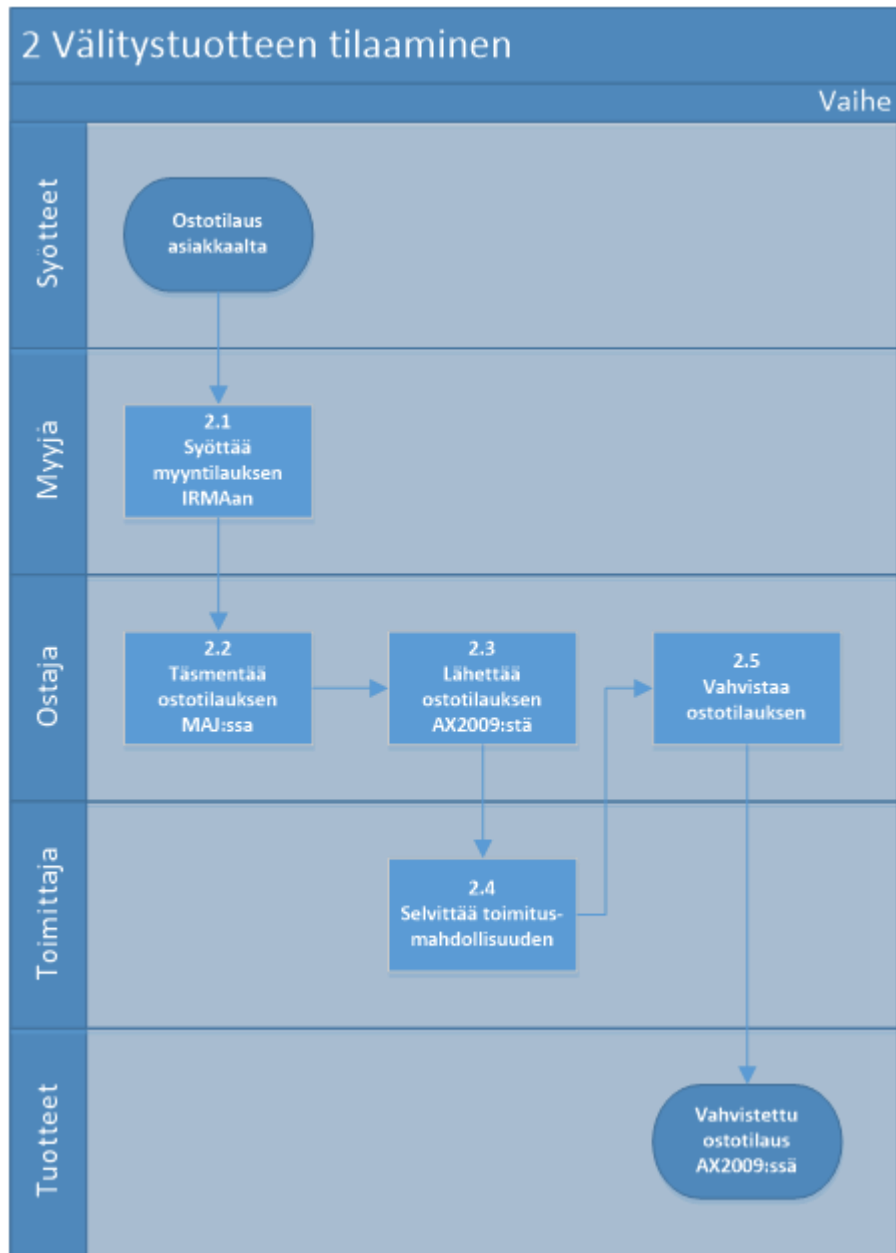 2 Välitystuotteen tilaaminen
Vaihe
Syötteet
Ostotilaus
asiakkaalta
Myyjä
2.1
Syöttää
myyntilauksen
IRMAan
Ostaja
2.2
Täsmentää
ostotilauksen
MAJ:ssa
2.3
Lähettää
ostotilauksen
AX2009:stä
2.5
Vahvistaa
ostotilauksen
Toimittaja
2.4
Selvittää toimitus-
mahdollisuuden
Tuotteet
Vahvistettu
ostotilaus
AX2009:ssä